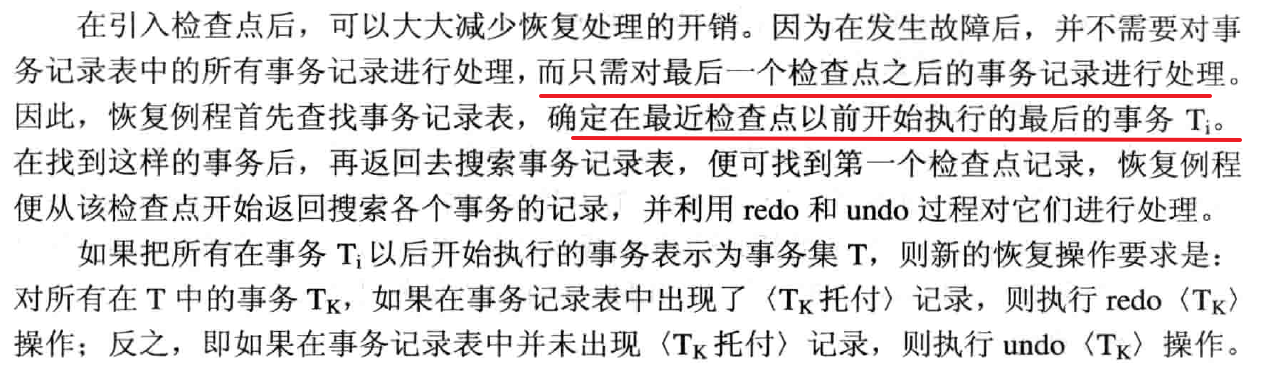 在引入检查点后，可以大大减少恢复处理的开销。因为在发生故障后，并不需要对事
务记录表中的所有事务记录进行处理，而只需对最后一个检查点之后的事务记录进行处理。
因此，恢复例程首先查找事务记录表，确定在最近检查点以前开始执行的最后的事务 Ti。
在找到这样的事务后，再返回去搜索事务记录表，便可找到第一个检查点记录，恢复例程
便从该检查点开始返回搜索各个事务的记录，并利用 redo 和 undo 过程对它们进行处理。
如果把所有在事务 Ti 以后开始执行的事务表示为事务集 T，则新的恢复操作要求是：
对所有在 T 中的事务 TK，如果在事务记录表中出现了〈TK 托付〉记录，则执行 redo〈TK〉
操作；反之，即如果在事务记录表中并未出现〈TK 托付〉记录，则执行 undo〈TK〉操作。